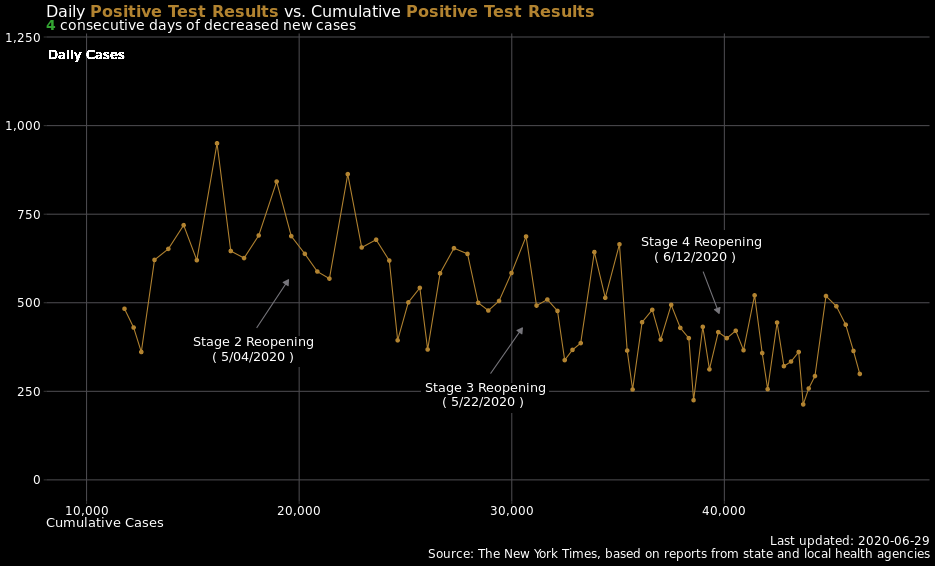 Daily Positive Test Results vs. Cumulative Positive Test Results
4 consecutive days of decreased new cases
1,250
Daily Cases
1,000
750
Stage 4 Reopening
( 6/12/2020 )
500
Stage 2 Reopening
( 5/04/2020 )
Stage 3 Reopening
( 5/22/2020 )
250
0
10,000 20,000 30,000 40,000
Cumulative Cases
Last updated: 2020-06-29
Source: The New York Times, based on reports from state and local health agencies